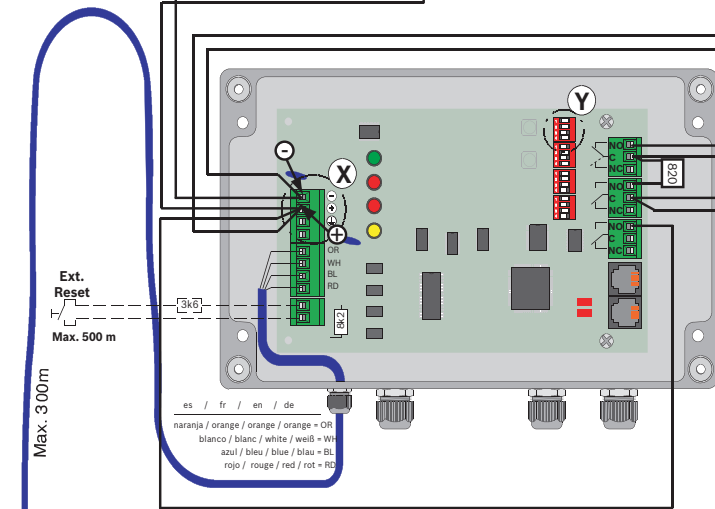 Y
NO
C
NC
820
NO
C
NC
NO
C
NC
-
X
-
+
+
OR
WH
BL
RD
Ext.
Reset
3k6
8k2
Max. 500 m
Max. 300m
es / fr / en / de
naranja / orange / orange / orange = OR
blanco / blanc / white / weiß = WH
azul / bleu / blue / blau = BL
rojo / rouge / red / rot = RD